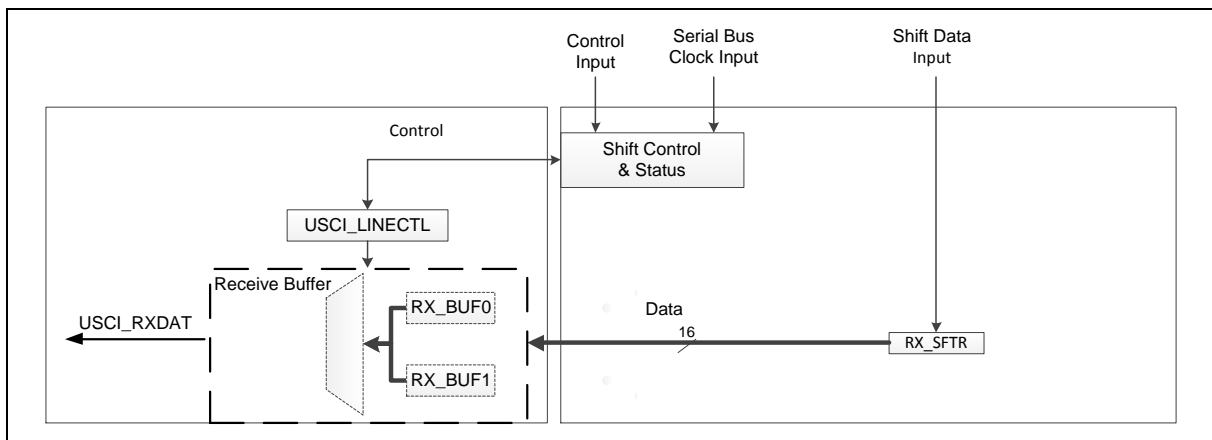 Control
Input
Serial Bus
Clock Input
Shift Data
Input
Control
Shift Control
& Status
USCI_LINECTL
Receive Buffer
RX_BUF0
USCI_RXDAT
Data
16
RX_SFTR
RX_BUF1